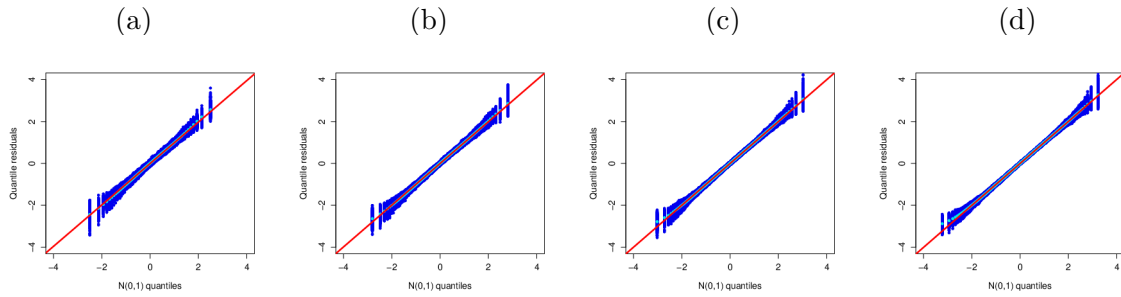 (a) (b) (c) (d)
4 4 4 4
2 2 2 2
0 0 0 0
−2 −2 −2 −2
−4 −4 −4 −4
Quantile residuals Quantile residuals Quantile residuals Quantile residuals
−4 −2 0 2 4 −4 −2 0 2 4 −4 −2 0 2 4 −4 −2 0 2 4
N(0,1) quantiles N(0,1) quantiles N(0,1) quantiles N(0,1) quantiles